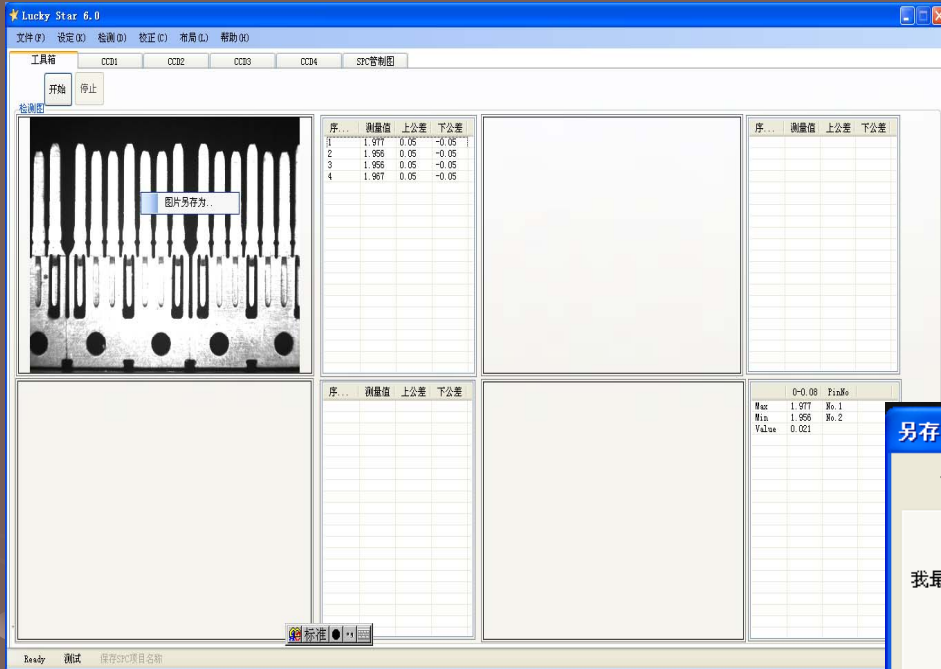 Lucky Star 6.0
文件(F) 设定(K) 检测(D) 校正(C) 布局(L) 帮助(H)
工具箱 CCD1 CCD2 CCD3 CCD4 SPC管制图
开始 停止
检测图
序... 测量值 上公差 下公差
1 1.977 0.05 -0.05
2 1.956 0.05 -0.05
3 1.956 0.05 -0.05
4 1.967 0.05 -0.05
图片另存为..
序... 测量值 上公差 下公差
序... 测量值 上公差 下公差
0-0.08 PinNo
Max 1.977 No.1
Min 1.956 No.2
Value 0.021
另存
我最
标准
Ready 测试 保存SPC项目名称